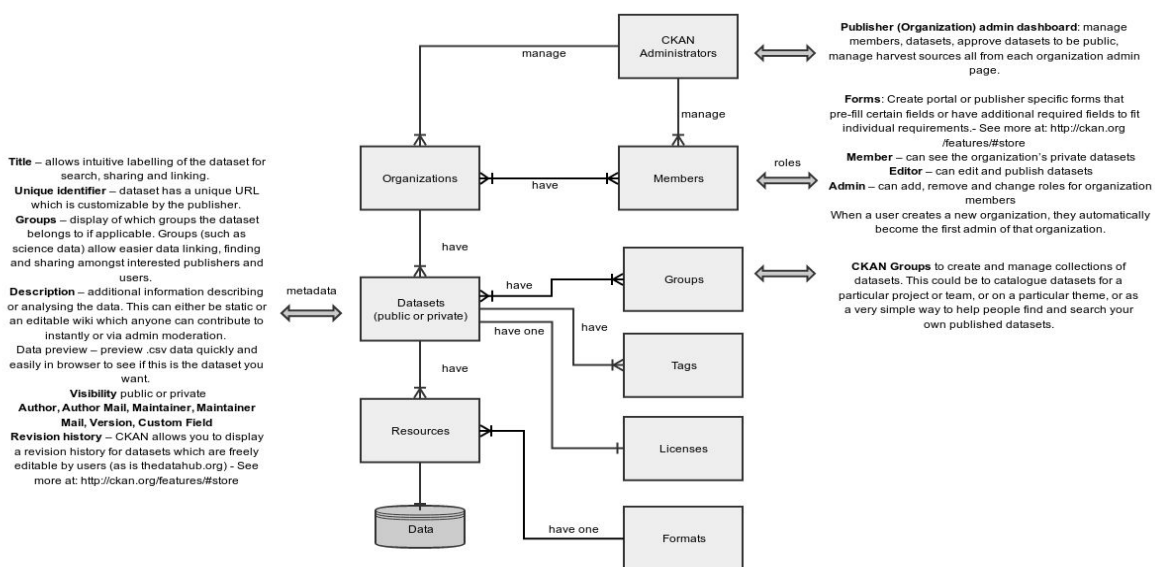 CKAN
Administrators
manage
manage
Publisher (Organization) admin dashboard: manage
members, datasets, approve datasets to be public,
manage harvest sources all from each organization admin
page.
Forms: Create portal or publisher specific forms that
pre-fill certain fields or have additional required fields to fit
individual requirements.- See more at: http://ckan.org
/features/#store
Member – can see the organization's private datasets
Editor – can edit and publish datasets
Admin – can add, remove and change roles for organization
members
When a user creates a new organization, they automatically
become the first admin of that organization.
roles
Organizations
have
Members
Title – allows intuitive labelling of the dataset for
search, sharing and linking.
Unique identifier – dataset has a unique URL
which is customizable by the publisher.
Groups – display of which groups the dataset
belongs to if applicable. Groups (such as
science data) allow easier data linking, finding
and sharing amongst interested publishers and
users.
Description – additional information describing
or analysing the data. This can either be static or
an editable wiki which anyone can contribute to
instantly or via admin moderation.
Data preview – preview .csv data quickly and
easily in browser to see if this is the dataset you
want.
Visibility public or private
Author, Author Mail, Maintainer, Maintainer
Mail, Version, Custom Field
Revision history – CKAN allows you to display
a revision history for datasets which are freely
editable by users (as is thedatahub.org) - See
more at: http://ckan.org/features/#store
metadata
have
Datasets
(public or private)
have
Groups
CKAN Groups to create and manage collections of
datasets. This could be to catalogue datasets for a
particular project or team, or on a particular theme, or as
a very simple way to help people find and search your
own published datasets.
have one
have
Tags
have
Resources
Licenses
Data
have one
Formats